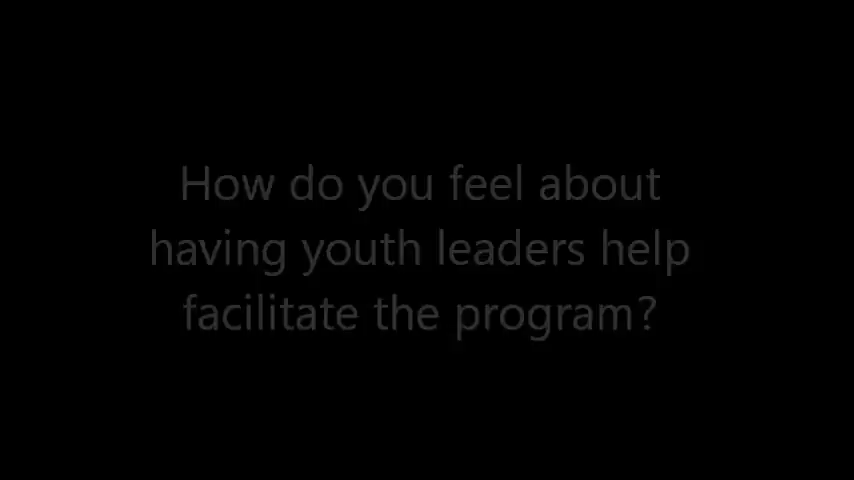 How do you feel about
having youth leaders help
facilitate the program?